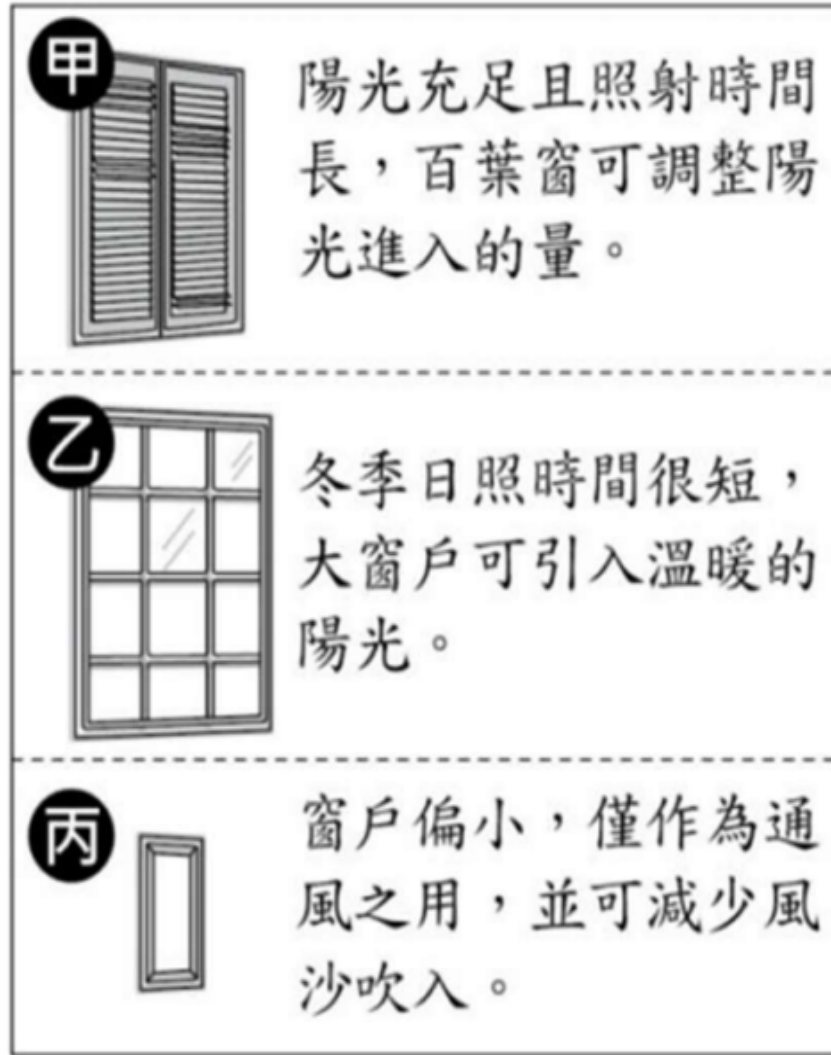 甲
陽光充足且照射時間
長，百葉窗可調整陽
光進入的量。
乙
冬季日照時間很短，
大窗戶可引入溫暖的
陽光。
丙
窗戶偏小，僅作為通
風之用，並可減少風
沙吹入。